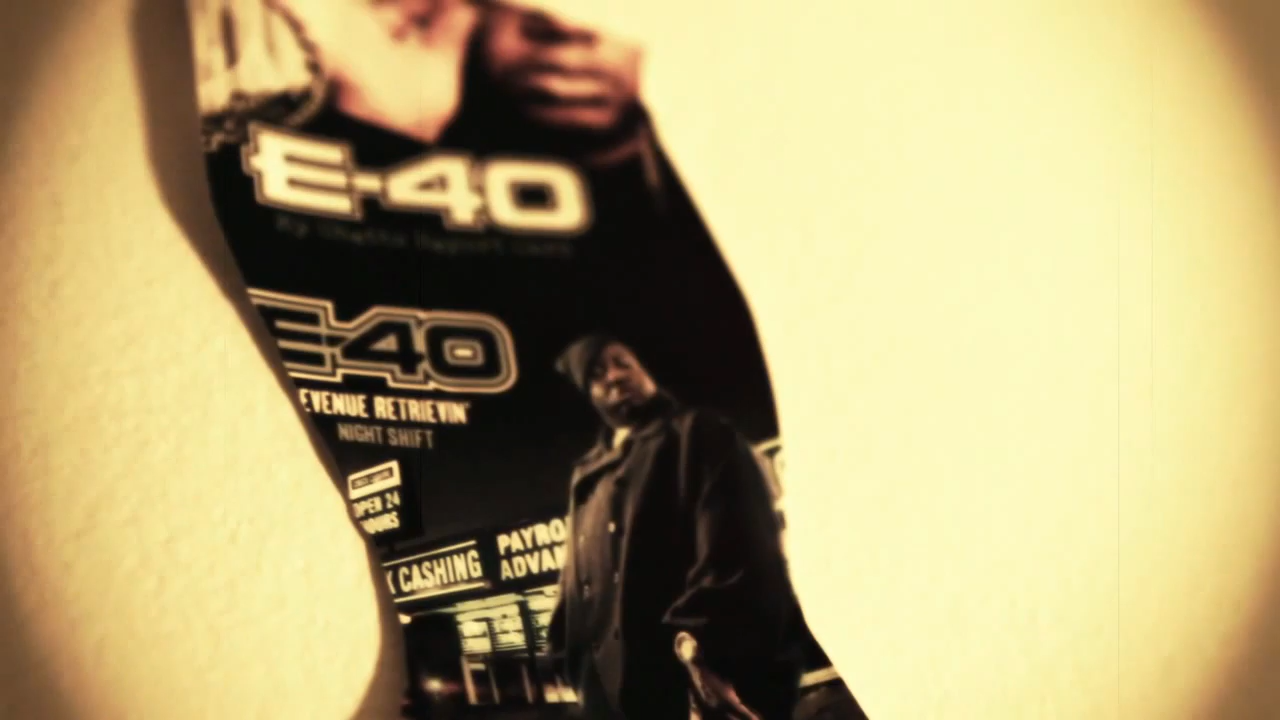 E-40
E-40
EVENUE RETRIEVIN'
NIGHT SHIFT
OPEN 24
HOURS
K CASHING
PAYRO
ADVAN